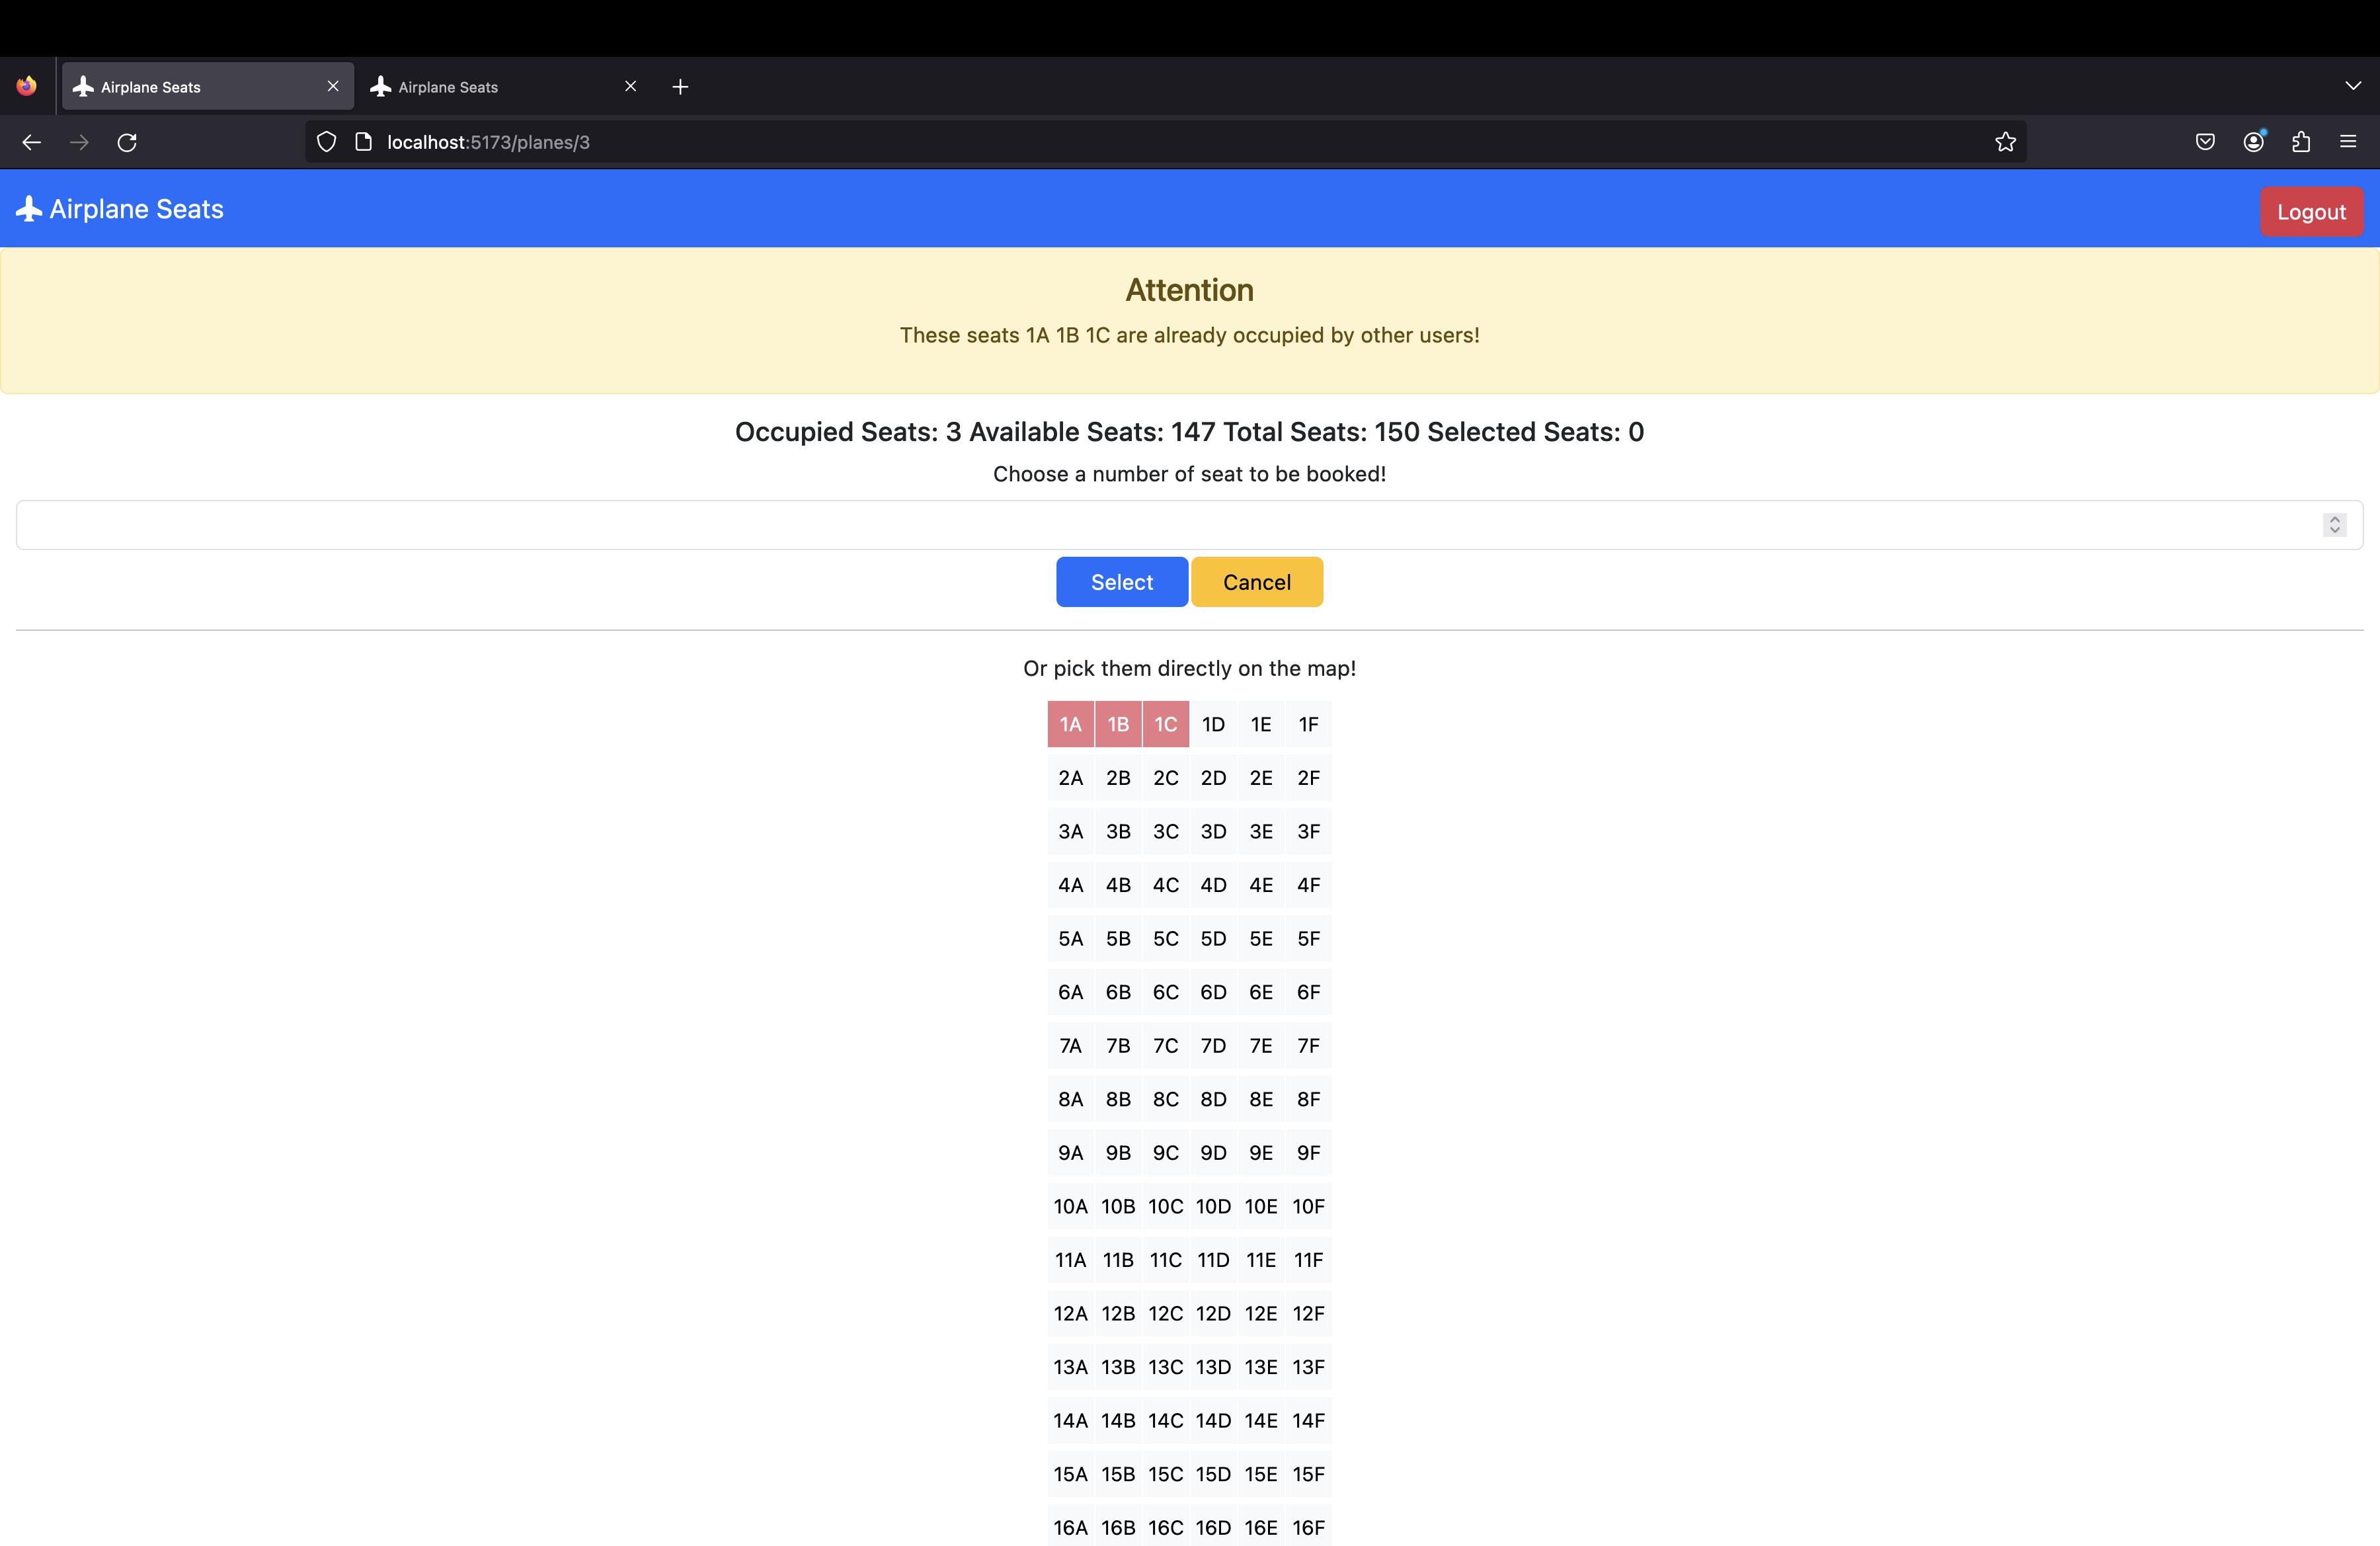 Airplane Seats
Airplane Seats
localhost:5173/planes/3
Airplane Seats
Logout
Attention
These seats 1A 1B 1C are already occupied by other users!
Occupied Seats: 3 Available Seats: 147 Total Seats: 150 Selected Seats: 0
Choose a number of seat to be booked!
Select Cancel
Or pick them directly on the map!
1A 1B 1C 1D 1E 1F
2A 2B 2C 2D 2E 2F
3A 3B 3C 3D 3E 3F
4A 4B 4C 4D 4E 4F
5A 5B 5C 5D 5E 5F
6A 6B 6C 6D 6E 6F
7A 7B 7C 7D 7E 7F
8A 8B 8C 8D 8E 8F
9A 9B 9C 9D 9E 9F
10A 10B 10C 10D 10E 10F
11A 11B 11C 11D 11E 11F
12A 12B 12C 12D 12E 12F
13A 13B 13C 13D 13E 13F
14A 14B 14C 14D 14E 14F
15A 15B 15C 15D 15E 15F
16A 16B 16C 16D 16E 16F